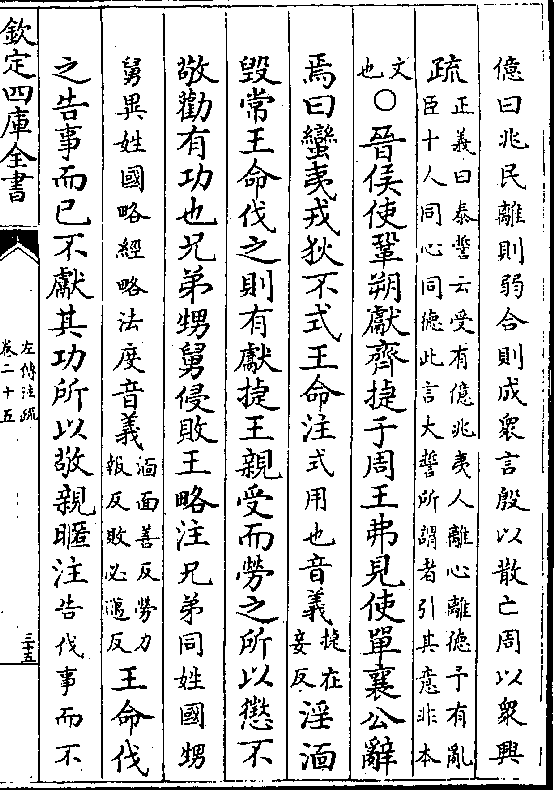 億曰兆民離則弱合則成衆言殷以散亡周以衆興
疏正義曰泰誓云受有億兆夷人離心離德予有亂
臣十人同心同德此言大誓所謂者引其意非本
文也○晉侯使鞏朔獻齊捷于周王弗見使單襄公辭
焉曰蠻夷戎狄不式王命注式用也音義捷在妾反淫湎
毀常王命伐之則有獻捷王親受而勞之所以懲不
敬勸有功也兄弟甥舅侵敗王略注兄弟同姓國甥
舅異姓國略經略法度音義湎面善反勞力報反敗必邁反王命伐
之告事而已不獻其功所以敬親暱注告伐事而不
欽定四庫全書
左傳注疏
卷二十五
三十五